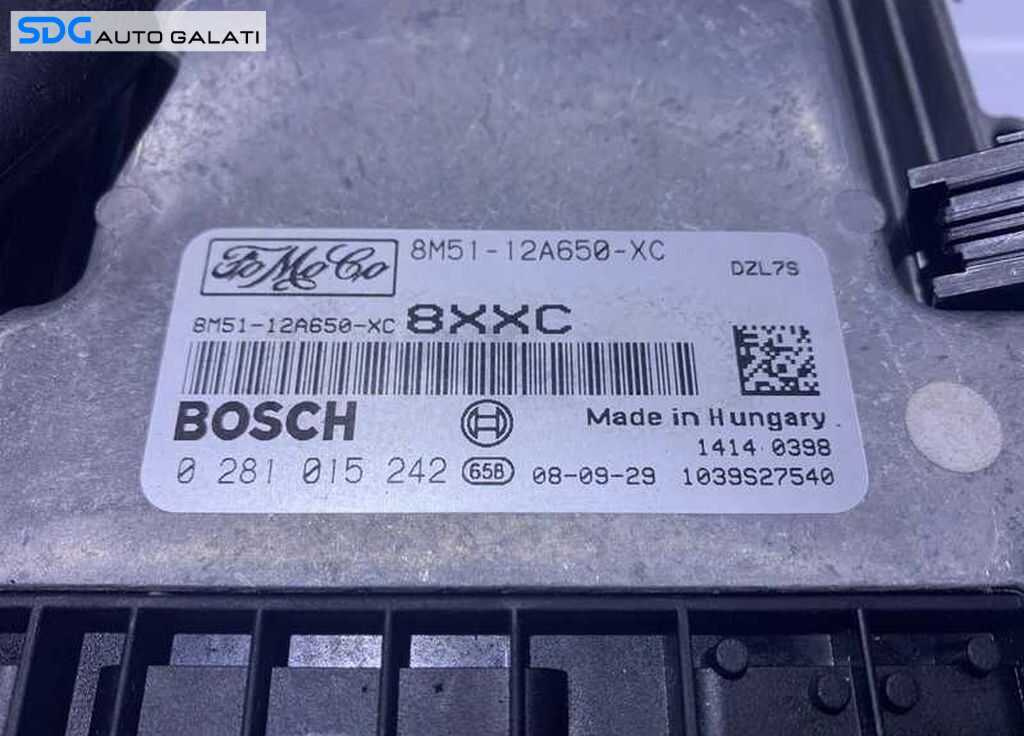 SDG AUTO GALATI
FoMoCo 8M51-12A650-XC
DZL7S
8M51-12A650-XC 8XXC
BOSCH
Made in Hungary
1414 0398
0 281 015 242 65B 08-09-29 1039S27540